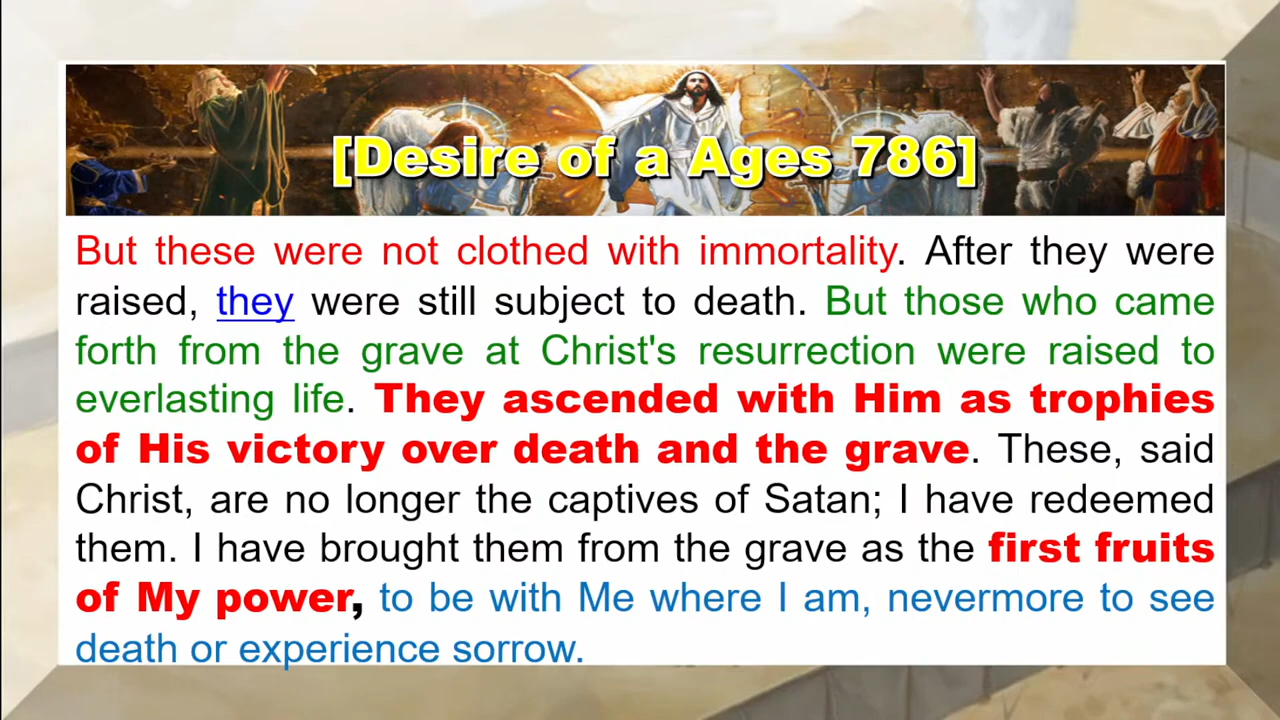 [Desire of a Ages 786]
But these were not clothed with immortality. After they were
raised, they were still subject to death. But those who came
forth from the grave at Christ's resurrection were raised to
everlasting life. They ascended with Him as trophies
of His victory over death and the grave. These, said
Christ, are no longer the captives of Satan; I have redeemed
them. I have brought them from the grave as the first fruits
of My power, to be with Me where I am, nevermore to see
death or experience sorrow.